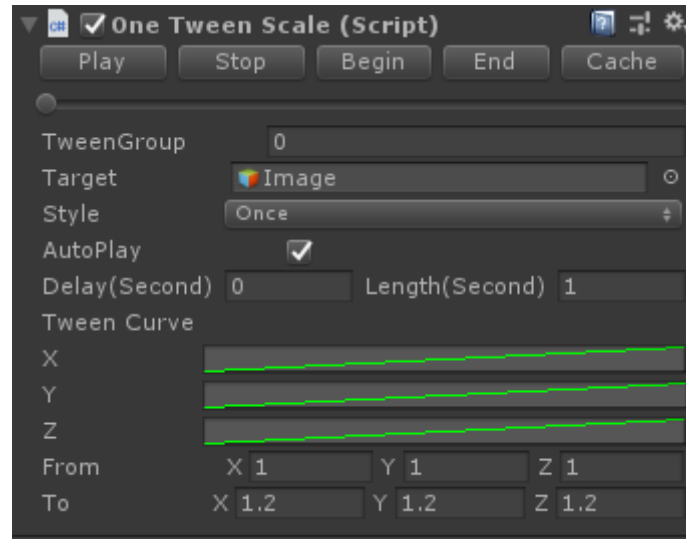 One Tween Scale (Script)
Play Stop Begin End Cache
TweenGroup 0
Target Image
Style Once
AutoPlay
Delay(Second) 0 Length(Second) 1
Tween Curve
X
Y
Z
From X 1 Y 1 Z 1
To X 1.2 Y 1.2 Z 1.2